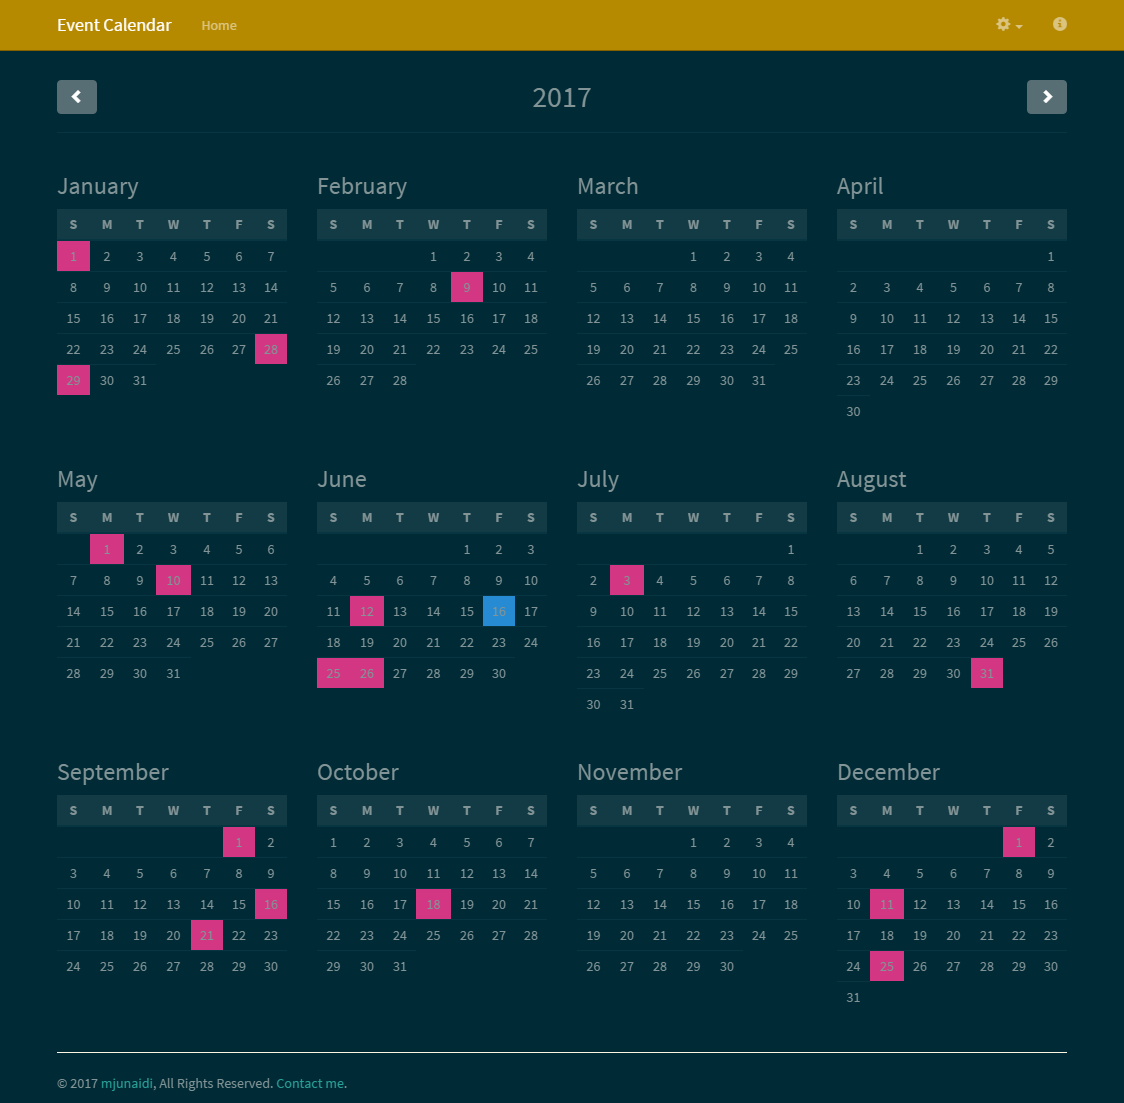 Event Calendar Home
2017
January
S M T W T F S
1 2 3 4 5 6 7
8 9 10 11 12 13 14
15 16 17 18 19 20 21
22 23 24 25 26 27 28
29 30 31
February
S M T W T F S
1 2 3 4
5 6 7 8 9 10 11
12 13 14 15 16 17 18
19 20 21 22 23 24 25
26 27 28
March
S M T W T F S
1 2 3 4
5 6 7 8 9 10 11
12 13 14 15 16 17 18
19 20 21 22 23 24 25
26 27 28 29 30 31
April
S M T W T F S
1
2 3 4 5 6 7 8
9 10 11 12 13 14 15
16 17 18 19 20 21 22
23 24 25 26 27 28 29
30
May
S M T W T F S
1 2 3 4 5 6
7 8 9 10 11 12 13
14 15 16 17 18 19 20
21 22 23 24 25 26 27
28 29 30 31
June
S M T W T F S
1 2 3
4 5 6 7 8 9 10
11 12 13 14 15 16 17
18 19 20 21 22 23 24
25 26 27 28 29 30
July
S M T W T F S
1
2 3 4 5 6 7 8
9 10 11 12 13 14 15
16 17 18 19 20 21 22
23 24 25 26 27 28 29
30 31
August
S M T W T F S
1 2 3 4 5
6 7 8 9 10 11 12
13 14 15 16 17 18 19
20 21 22 23 24 25 26
27 28 29 30 31
September
S M T W T F S
1 2
3 4 5 6 7 8 9
10 11 12 13 14 15 16
17 18 19 20 21 22 23
24 25 26 27 28 29 30
October
S M T W T F S
1 2 3 4 5 6 7
8 9 10 11 12 13 14
15 16 17 18 19 20 21
22 23 24 25 26 27 28
29 30 31
November
S M T W T F S
1 2 3 4
5 6 7 8 9 10 11
12 13 14 15 16 17 18
19 20 21 22 23 24 25
26 27 28 29 30
December
S M T W T F S
1 2
3 4 5 6 7 8 9
10 11 12 13 14 15 16
17 18 19 20 21 22 23
24 25 26 27 28 29 30
31
© 2017 mjunaidi, All Rights Reserved. Contact me.